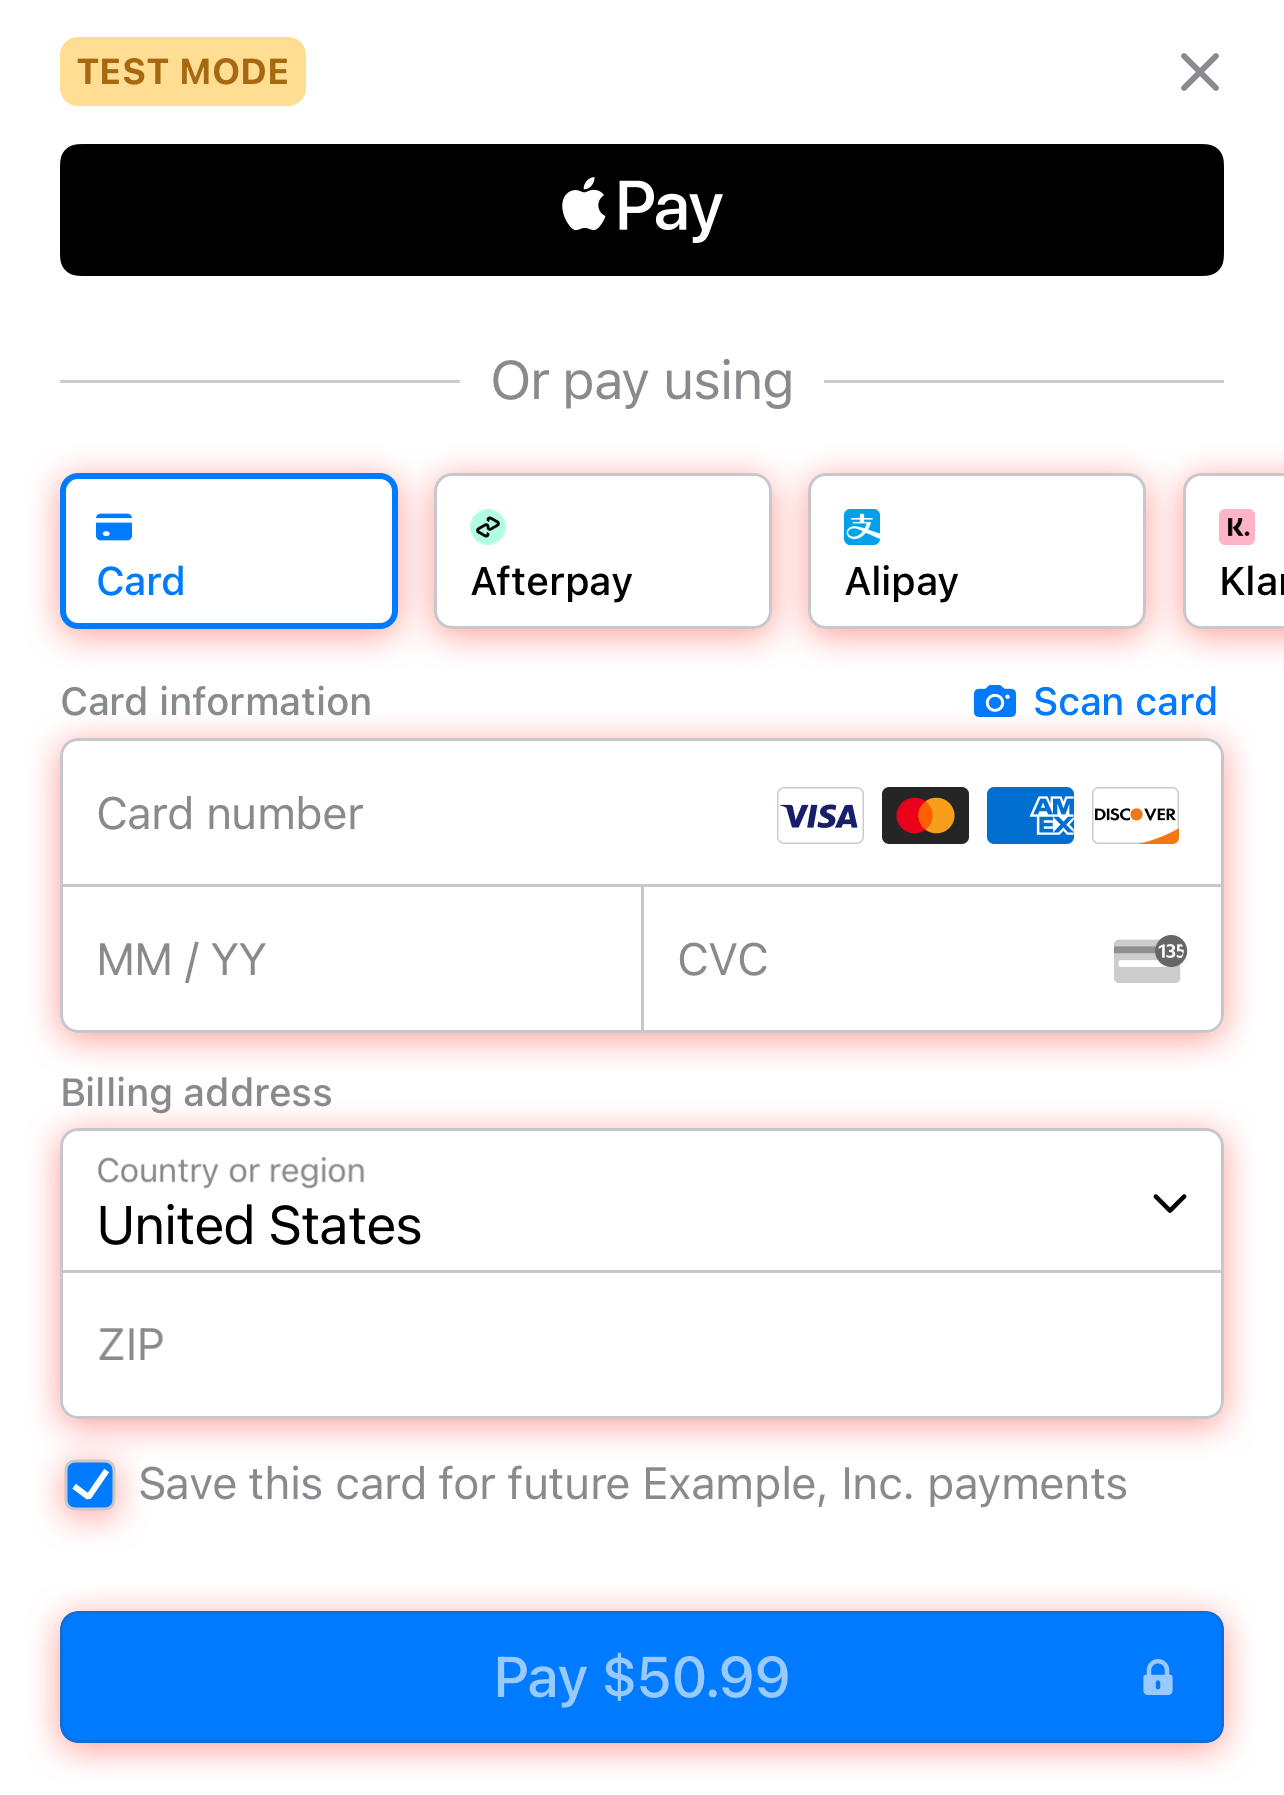 TEST MODE
Pay
Or pay using
Card
Afterpay
Alipay
K.
Klar
Card information
Scan card
Card number
VISA
AM
EX
DISCOVER
MM / YY
CVC
135
Billing address
Country or region
United States
ZIP
Save this card for future Example, Inc. payments
Pay $50.99